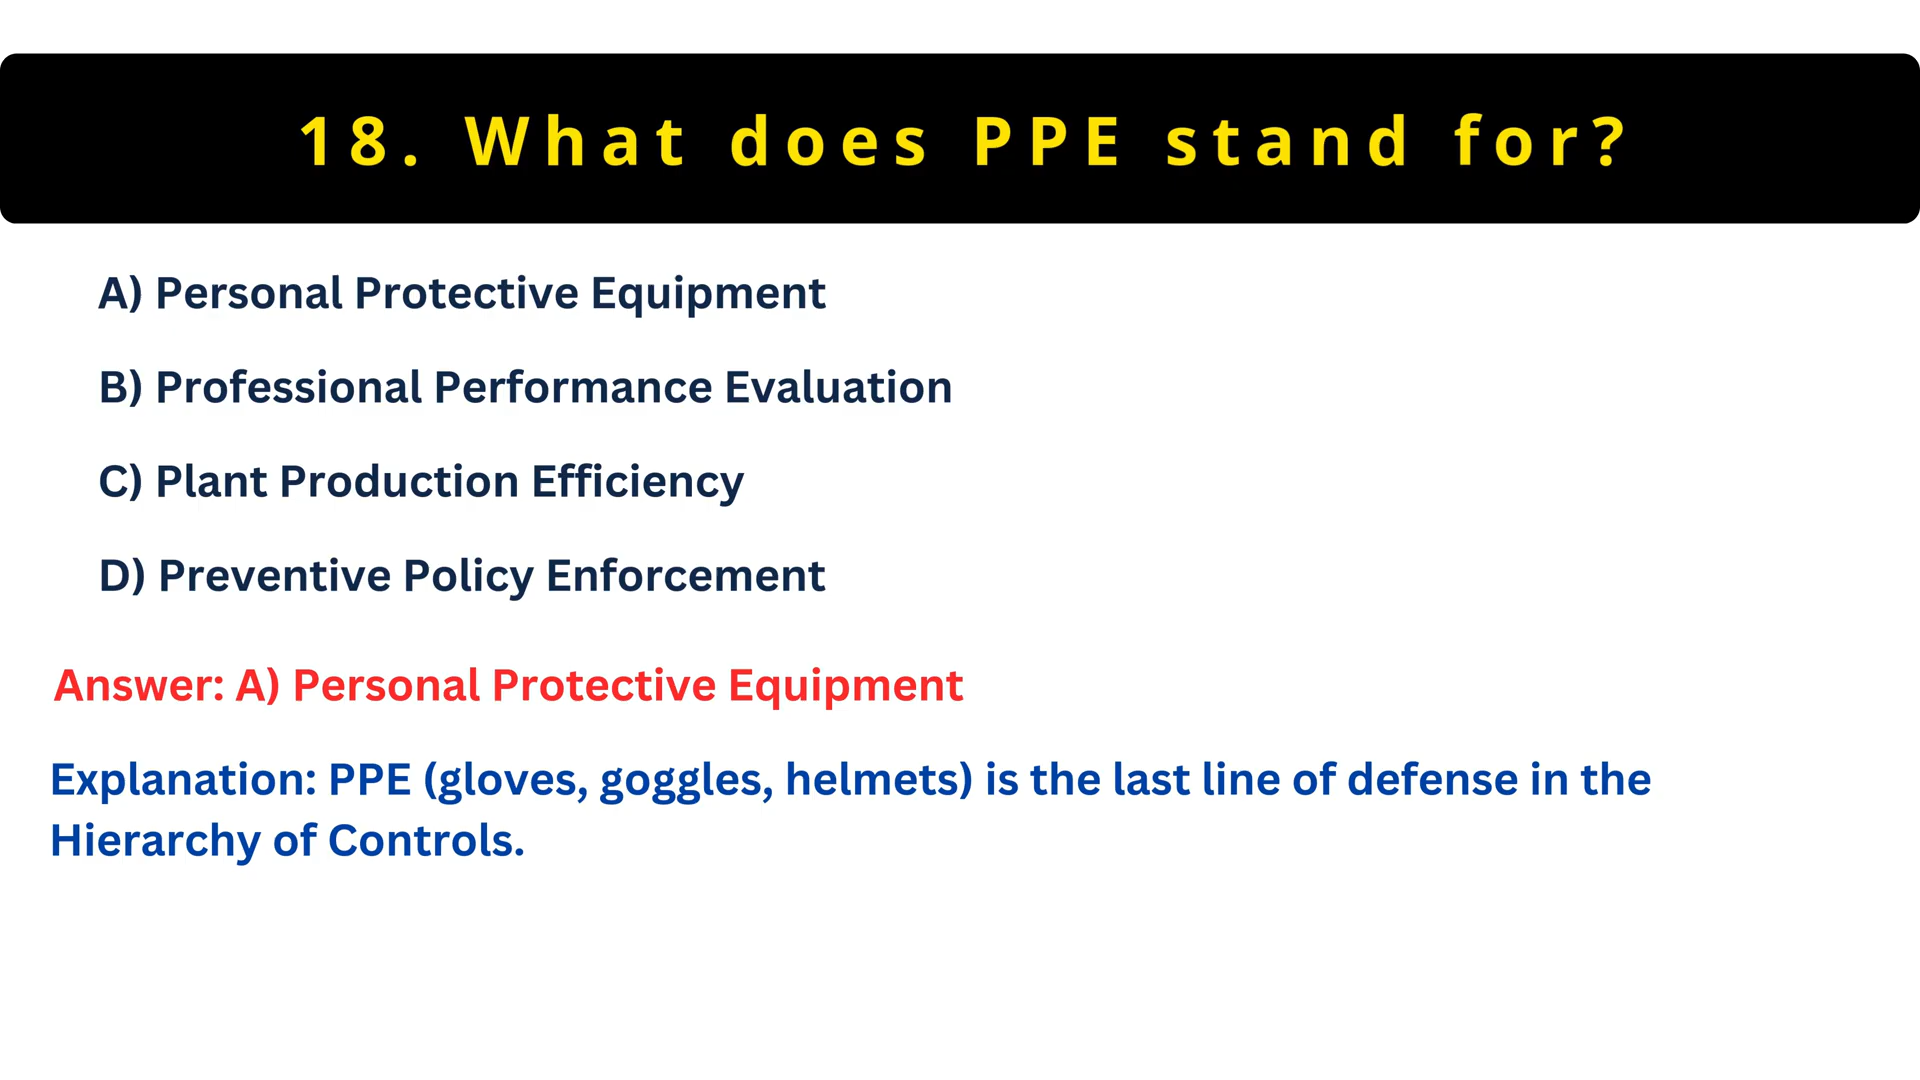 18. What does PPE stand for?
A) Personal Protective Equipment
B) Professional Performance Evaluation
C) Plant Production Efficiency
D) Preventive Policy Enforcement
Answer: A) Personal Protective Equipment
Explanation: PPE (gloves, goggles, helmets) is the last line of defense in the
Hierarchy of Controls.